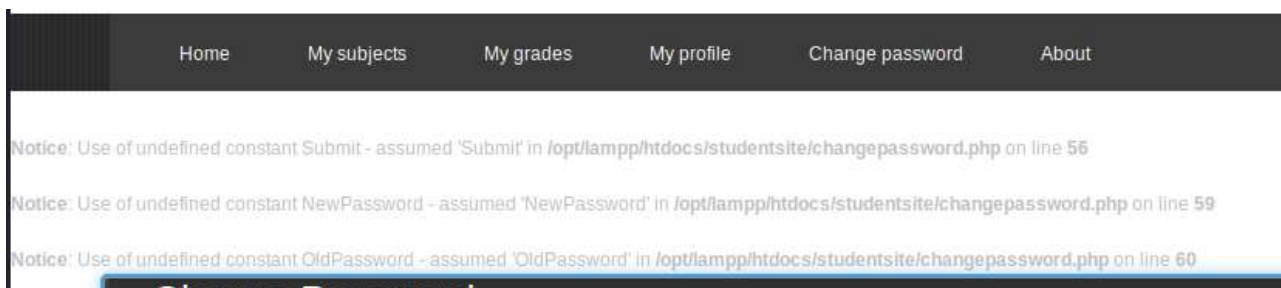 Home My subjects My grades My profile Change password About
Notice: Use of undefined constant Submit - assumed 'Submit' in /opt/lampp/htdocs/studentsite/changepassword.php on line 56
Notice: Use of undefined constant NewPassword - assumed 'NewPassword' in /opt/lampp/htdocs/studentsite/changepassword.php on line 59
Notice: Use of undefined constant OldPassword - assumed 'OldPassword' in /opt/lampp/htdocs/studentsite/changepassword.php on line 60